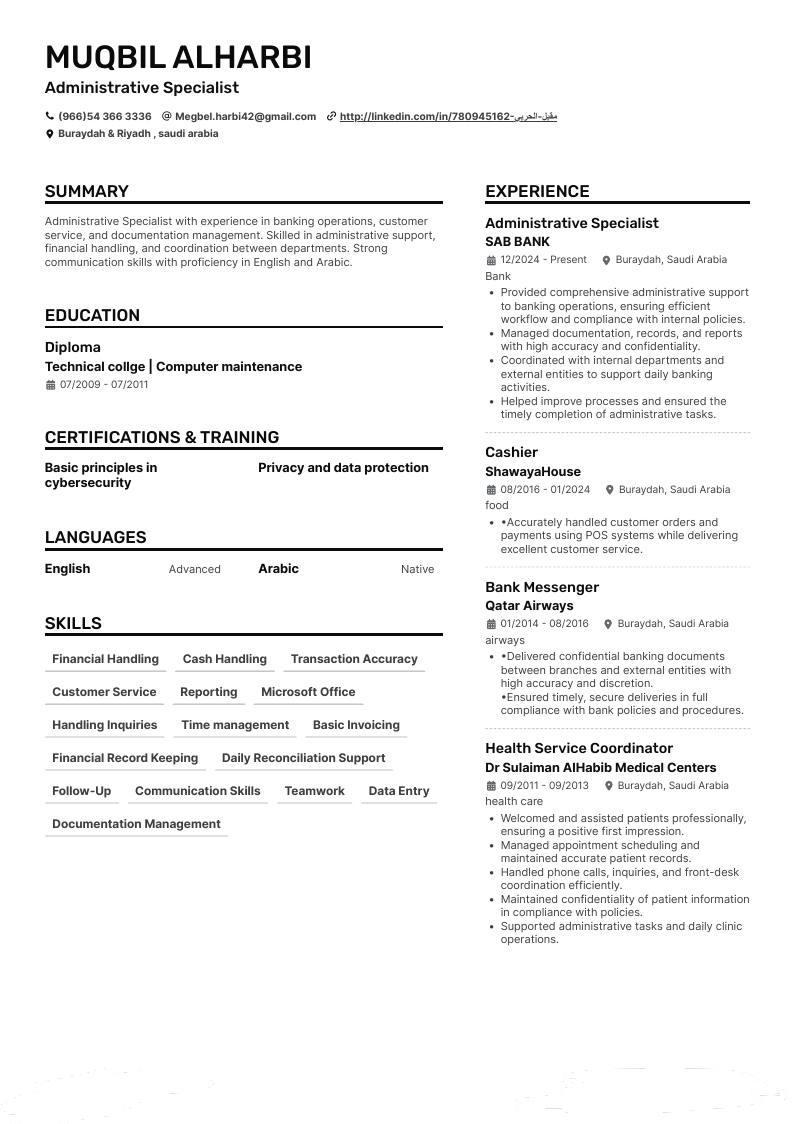 MUQBIL ALHARBI
Administrative Specialist
(966)54 366 3336 @ Megbel.harbi42@gmail.com http://linkedin.com/in/780945162-مقبل-الحربي
Buraydah & Riyadh , saudi arabia
SUMMARY
Administrative Specialist with experience in banking operations, customer
service, and documentation management. Skilled in administrative support,
financial handling, and coordination between departments. Strong
communication skills with proficiency in English and Arabic.
EDUCATION
Diploma
Technical collge | Computer maintenance
07/2009 - 07/2011
CERTIFICATIONS & TRAINING
Basic principles in
cybersecurity
Privacy and data protection
LANGUAGES
English Advanced Arabic Native
SKILLS
Financial Handling Cash Handling Transaction Accuracy
Customer Service Reporting Microsoft Office
Handling Inquiries Time management Basic Invoicing
Financial Record Keeping Daily Reconciliation Support
Follow-Up Communication Skills Teamwork Data Entry
Documentation Management
EXPERIENCE
Administrative Specialist
SAB BANK
12/2024 - Present Buraydah, Saudi Arabia
Bank
• Provided comprehensive administrative support
to banking operations, ensuring efficient
workflow and compliance with internal policies.
• Managed documentation, records, and reports
with high accuracy and confidentiality.
• Coordinated with internal departments and
external entities to support daily banking
activities.
• Helped improve processes and ensured the
timely completion of administrative tasks.
Cashier
ShawayaHouse
08/2016 - 01/2024 Buraydah, Saudi Arabia
food
• •Accurately handled customer orders and
payments using POS systems while delivering
excellent customer service.
Bank Messenger
Qatar Airways
01/2014 - 08/2016 Buraydah, Saudi Arabia
airways
• •Delivered confidential banking documents
between branches and external entities with
high accuracy and discretion.
•Ensured timely, secure deliveries in full
compliance with bank policies and procedures.
Health Service Coordinator
Dr Sulaiman AlHabib Medical Centers
09/2011 - 09/2013 Buraydah, Saudi Arabia
health care
• Welcomed and assisted patients professionally,
ensuring a positive first impression.
• Managed appointment scheduling and
maintained accurate patient records.
• Handled phone calls, inquiries, and front-desk
coordination efficiently.
• Maintained confidentiality of patient information
in compliance with policies.
• Supported administrative tasks and daily clinic
operations.